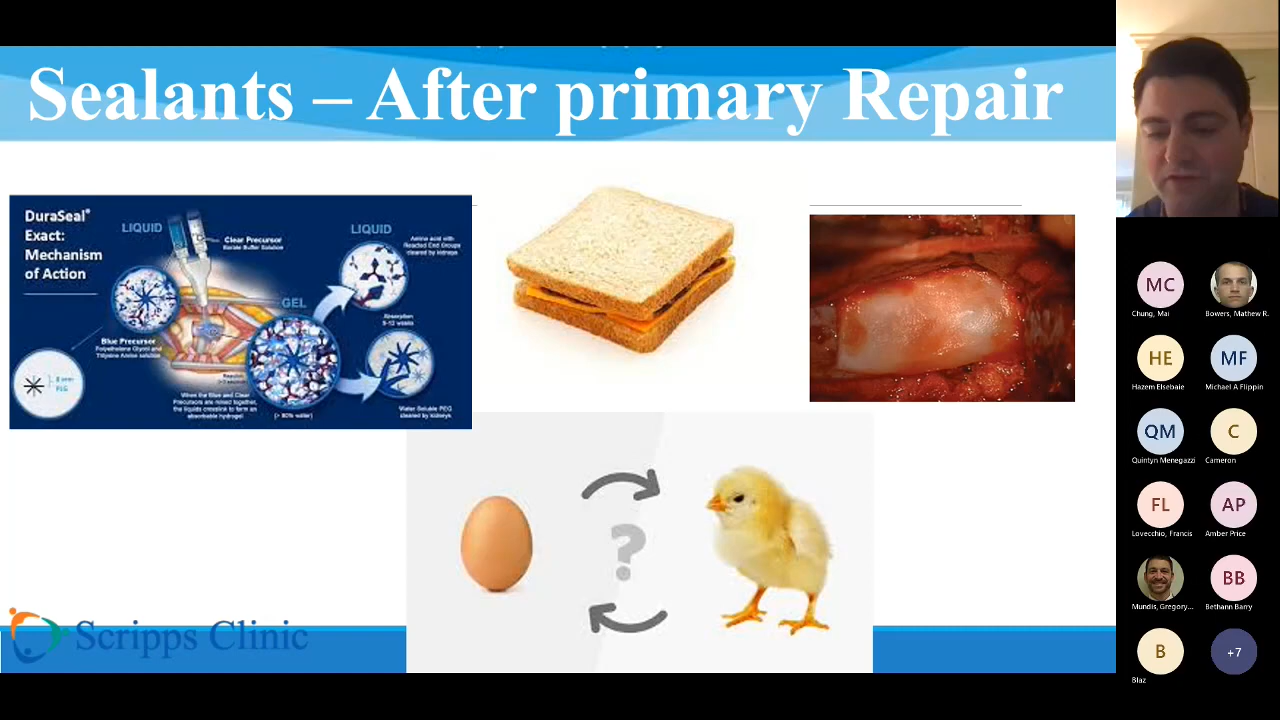 Sealants – After primary Repair
DuraSeal®
Exact:
Mechanism
of Action
LIQUID
Clear Precursor
Borate Buffer Solution
LIQUID
Amino acid with
Reacted End Groups
cleared by kidneys
GEL
Absorption
9-12 weeks
Blue Precursor
Polyethylene Glycol and
Trilysine Amine solution
PEG
When the Blue and Clear
Precursors are mixed together,
the liquids crosslink to form an
absorbable hydrogel
(> 90% water)
Water Soluble PEG
cleared by kidneys
?
Scripps Clinic
MC
Chung, Mai
Bowers, Mathew R.
HE
Hazem Elsebaie
MF
Michael A Flippin
QM
Quintyn Menegazzi
C
Cameron
FL
Lovecchio, Francis
AP
Amber Price
Mundis, Gregory...
BB
Bethann Barry
B
Blaz
+7